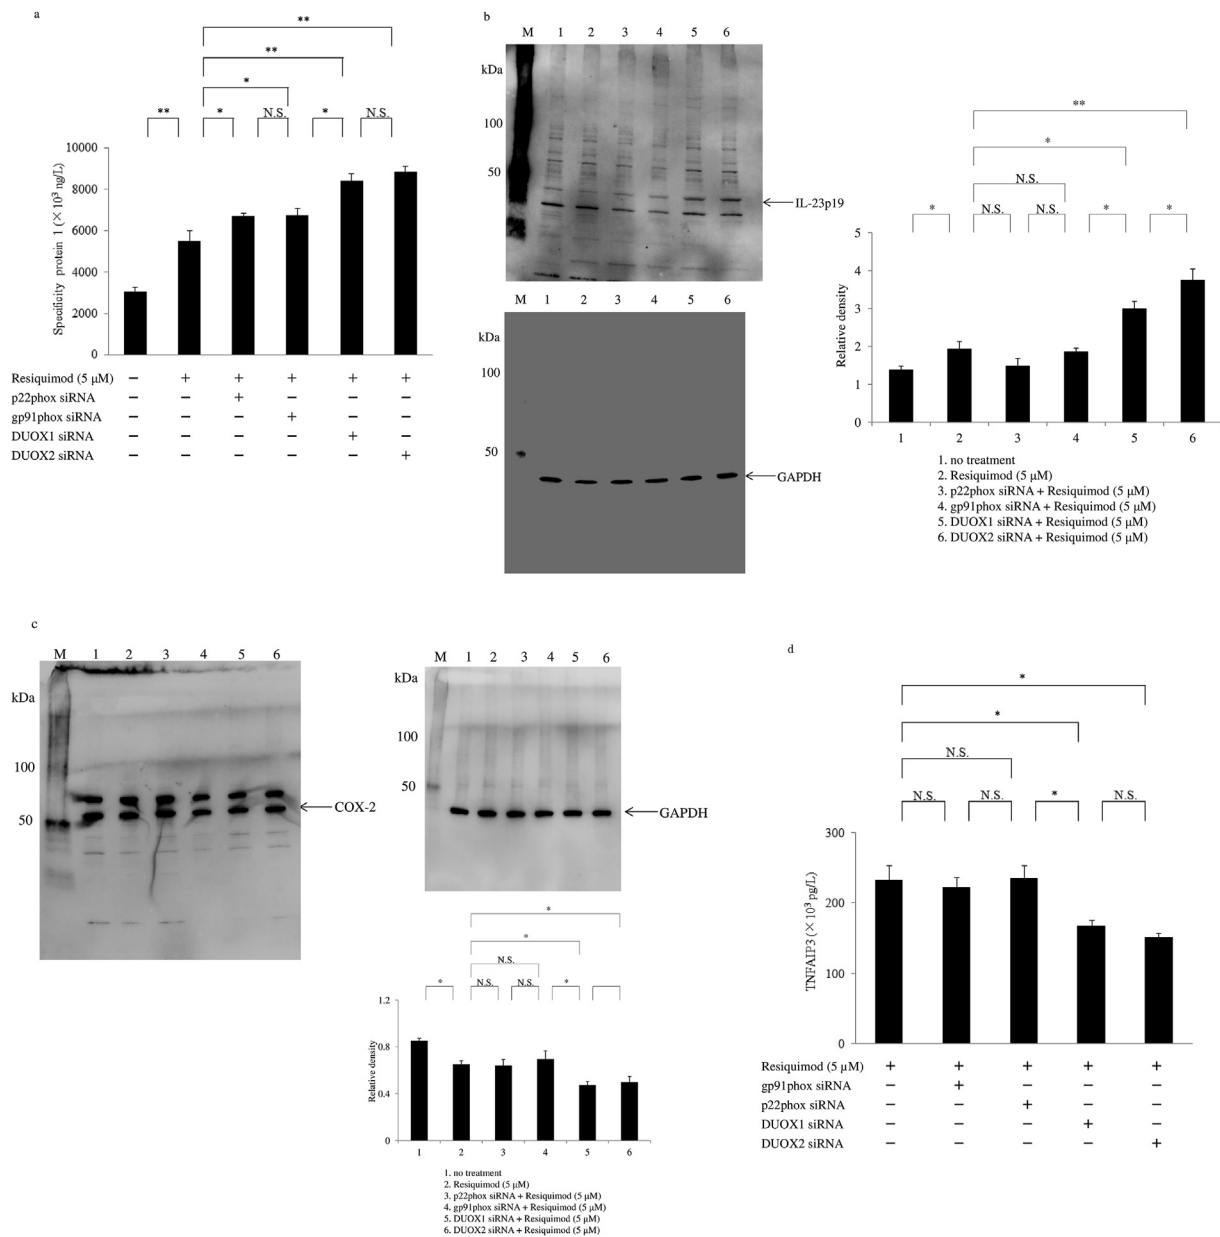 a
**
**
*
N.S.
N.S.
**
*
*
10000
8000
6000
4000
2000
0
Specificity protein 1 (×10³ ng/L)
Resiquimod (5 μM) − + + + + +
p22phox siRNA − − + − − −
gp91phox siRNA − − − + − −
DUOX1 siRNA − − − − + −
DUOX2 siRNA − − − − − +
b
M 1 2 3 4 5 6
kDa
100
50
IL-23p19
M 1 2 3 4 5 6
kDa
100
50
GAPDH
**
*
N.S.
* N.S. N.S. * *
5
4
3
2
1
0
Relative density
1 2 3 4 5 6
1. no treatment
2. Resiquimod (5 μM)
3. p22phox siRNA + Resiquimod (5 μM)
4. gp91phox siRNA + Resiquimod (5 μM)
5. DUOX1 siRNA + Resiquimod (5 μM)
6. DUOX2 siRNA + Resiquimod (5 μM)
c
M 1 2 3 4 5 6
kDa
100
50
COX-2
M 1 2 3 4 5 6
kDa
100
50
GAPDH
*
*
N.S.
* N.S. N.S. *
1.2
0.8
0.4
0
Relative density
1 2 3 4 5 6
1. no treatment
2. Resiquimod (5 μM)
3. p22phox siRNA + Resiquimod (5 μM)
4. gp91phox siRNA + Resiquimod (5 μM)
5. DUOX1 siRNA + Resiquimod (5 μM)
6. DUOX2 siRNA + Resiquimod (5 μM)
d
*
*
N.S.
N.S. N.S. * N.S.
300
200
100
0
TNFAIP3 (×10³ pg/L)
Resiquimod (5 μM) + + + + +
gp91phox siRNA − + − − −
p22phox siRNA − − + − −
DUOX1 siRNA − − − + −
DUOX2 siRNA − − − − +